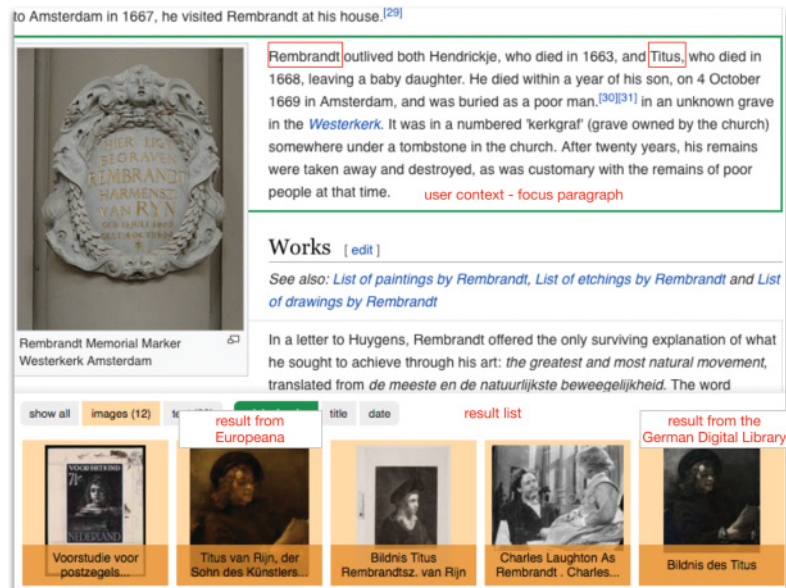 to Amsterdam in 1667, he visited Rembrandt at his house.[29]
Rembrandt outlived both Hendrickje, who died in 1663, and Titus, who died in
1668, leaving a baby daughter. He died within a year of his son, on 4 October
1669 in Amsterdam, and was buried as a poor man.[30][31] in an unknown grave
in the Westerkerk. It was in a numbered 'kerkgraf' (grave owned by the church)
somewhere under a tombstone in the church. After twenty years, his remains
were taken away and destroyed, as was customary with the remains of poor
people at that time.
user context - focus paragraph
HIER LIGT
BEGRAVEN
REMBRANDT
HARMENSZ.
VAN RYN
Rembrandt Memorial Marker
Westerkerk Amsterdam
Works [ edit ]
See also: List of paintings by Rembrandt, List of etchings by Rembrandt and List
of drawings by Rembrandt
In a letter to Huygens, Rembrandt offered the only surviving explanation of what
he sought to achieve through his art: the greatest and most natural movement,
translated from de meeste en de natuurlijkste beweegelijkheid. The word
show all images (12) title date
result list
result from
Europeana
result from the
German Digital Library
VOOR HET KIND
NEDERLAND
Voorstudie voor
postzegels...
Titus van Rijn, der
Sohn des Künstlers...
Bildnis Titus
Rembrandtsz. van Rijn
Charles Laughton As
Rembrandt . Charles...
Bildnis des Titus